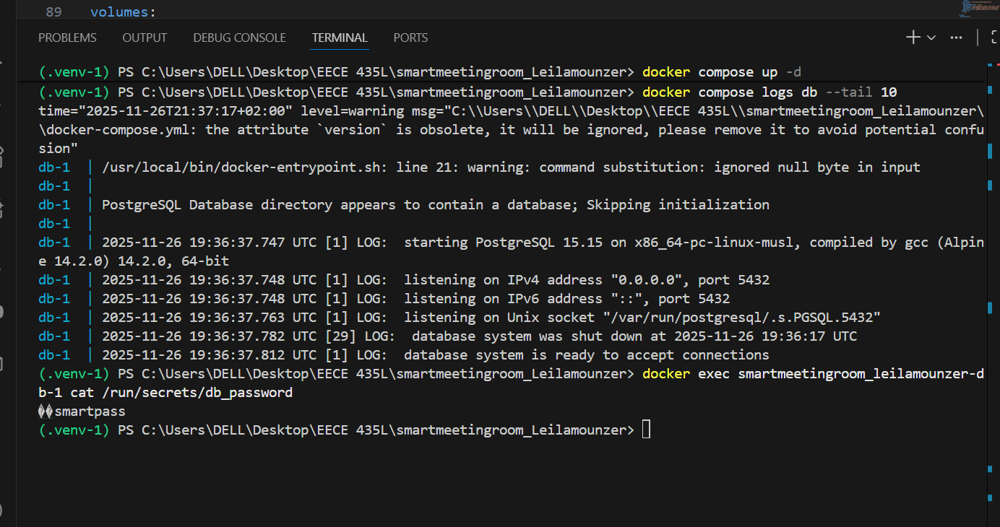 89 volumes:
PROBLEMS OUTPUT DEBUG CONSOLE TERMINAL PORTS
(.venv-1) PS C:\Users\DELL\Desktop\EECE 435L\smartmeetingroom_Leilamounzer> docker compose up -d
(.venv-1) PS C:\Users\DELL\Desktop\EECE 435L\smartmeetingroom_Leilamounzer> docker compose logs db --tail 10
time="2025-11-26T21:37:17+02:00" level=warning msg="C:\\Users\\DELL\\Desktop\\EECE 435L\\smartmeetingroom_Leilamounzer\
\docker-compose.yml: the attribute `version` is obsolete, it will be ignored, please remove it to avoid potential confu
sion"
db-1 | /usr/local/bin/docker-entrypoint.sh: line 21: warning: command substitution: ignored null byte in input
db-1 |
db-1 | PostgreSQL Database directory appears to contain a database; Skipping initialization
db-1 |
db-1 | 2025-11-26 19:36:37.747 UTC [1] LOG:  starting PostgreSQL 15.15 on x86_64-pc-linux-musl, compiled by gcc (Alpin
e 14.2.0) 14.2.0, 64-bit
db-1 | 2025-11-26 19:36:37.748 UTC [1] LOG:  listening on IPv4 address "0.0.0.0", port 5432
db-1 | 2025-11-26 19:36:37.748 UTC [1] LOG:  listening on IPv6 address "::", port 5432
db-1 | 2025-11-26 19:36:37.763 UTC [1] LOG:  listening on Unix socket "/var/run/postgresql/.s.PGSQL.5432"
db-1 | 2025-11-26 19:36:37.782 UTC [29] LOG:  database system was shut down at 2025-11-26 19:36:17 UTC
db-1 | 2025-11-26 19:36:37.812 UTC [1] LOG:  database system is ready to accept connections
(.venv-1) PS C:\Users\DELL\Desktop\EECE 435L\smartmeetingroom_Leilamounzer> docker exec smartmeetingroom_leilamounzer-d
b-1 cat /run/secrets/db_password
��smartpass
(.venv-1) PS C:\Users\DELL\Desktop\EECE 435L\smartmeetingroom_Leilamounzer>